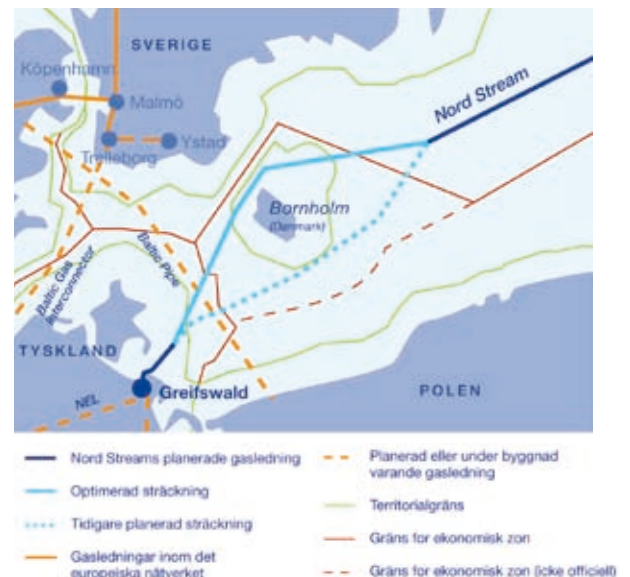 SVERIGE
Köpenhamn
Malmö
Trelleborg
Ystad
Nord Stream
Bornholm
(Danmark)
Baltic Gas
Interconnector
Baltic Pipe
TYSKLAND
Greifswald
NEL
POLEN
Nord Streams planerade gasledning
Optimerad sträckning
Tidigare planerad sträckning
Gasledningar inom det
europeiska nätverket
Planerad eller under byggnad
varande gasledning
Territorialgräns
Gräns for ekonomisk zon
Gräns for ekonomisk zon (icke officiell)